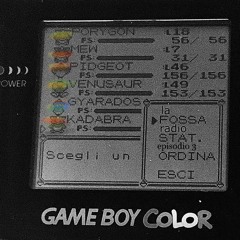 PORYGON :L18
PS: 56/ 56
MEW :L7
PS: 31/ 31
PIDGEOT :L46
PS: 156/156
VENUSAUR :L49
PS: 153/153
GYARADOS
PS:
KADABRA
PS:
la
FOSSA
radio
STAT.
episodio 3
ORDINA
ESCI
Scegli un
POWER
GAME BOY COLOR